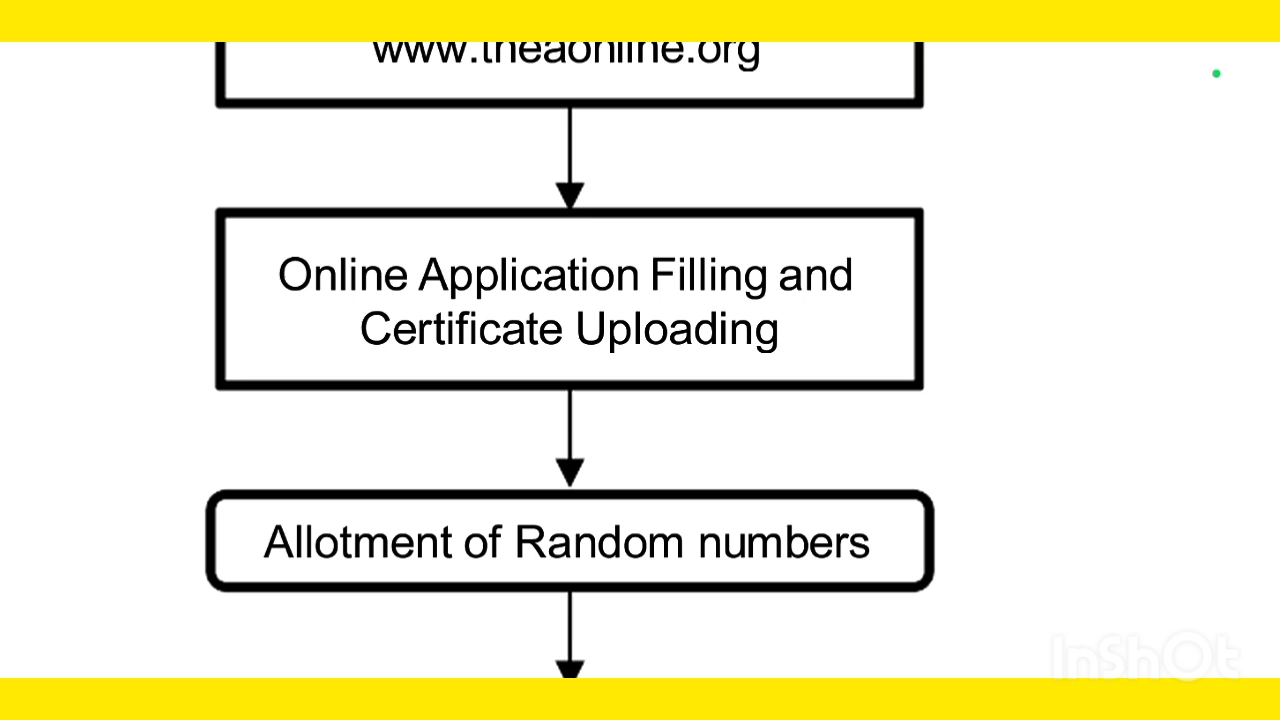 www.tneaonline.org
Online Application Filling and
Certificate Uploading
Allotment of Random numbers
InShOt